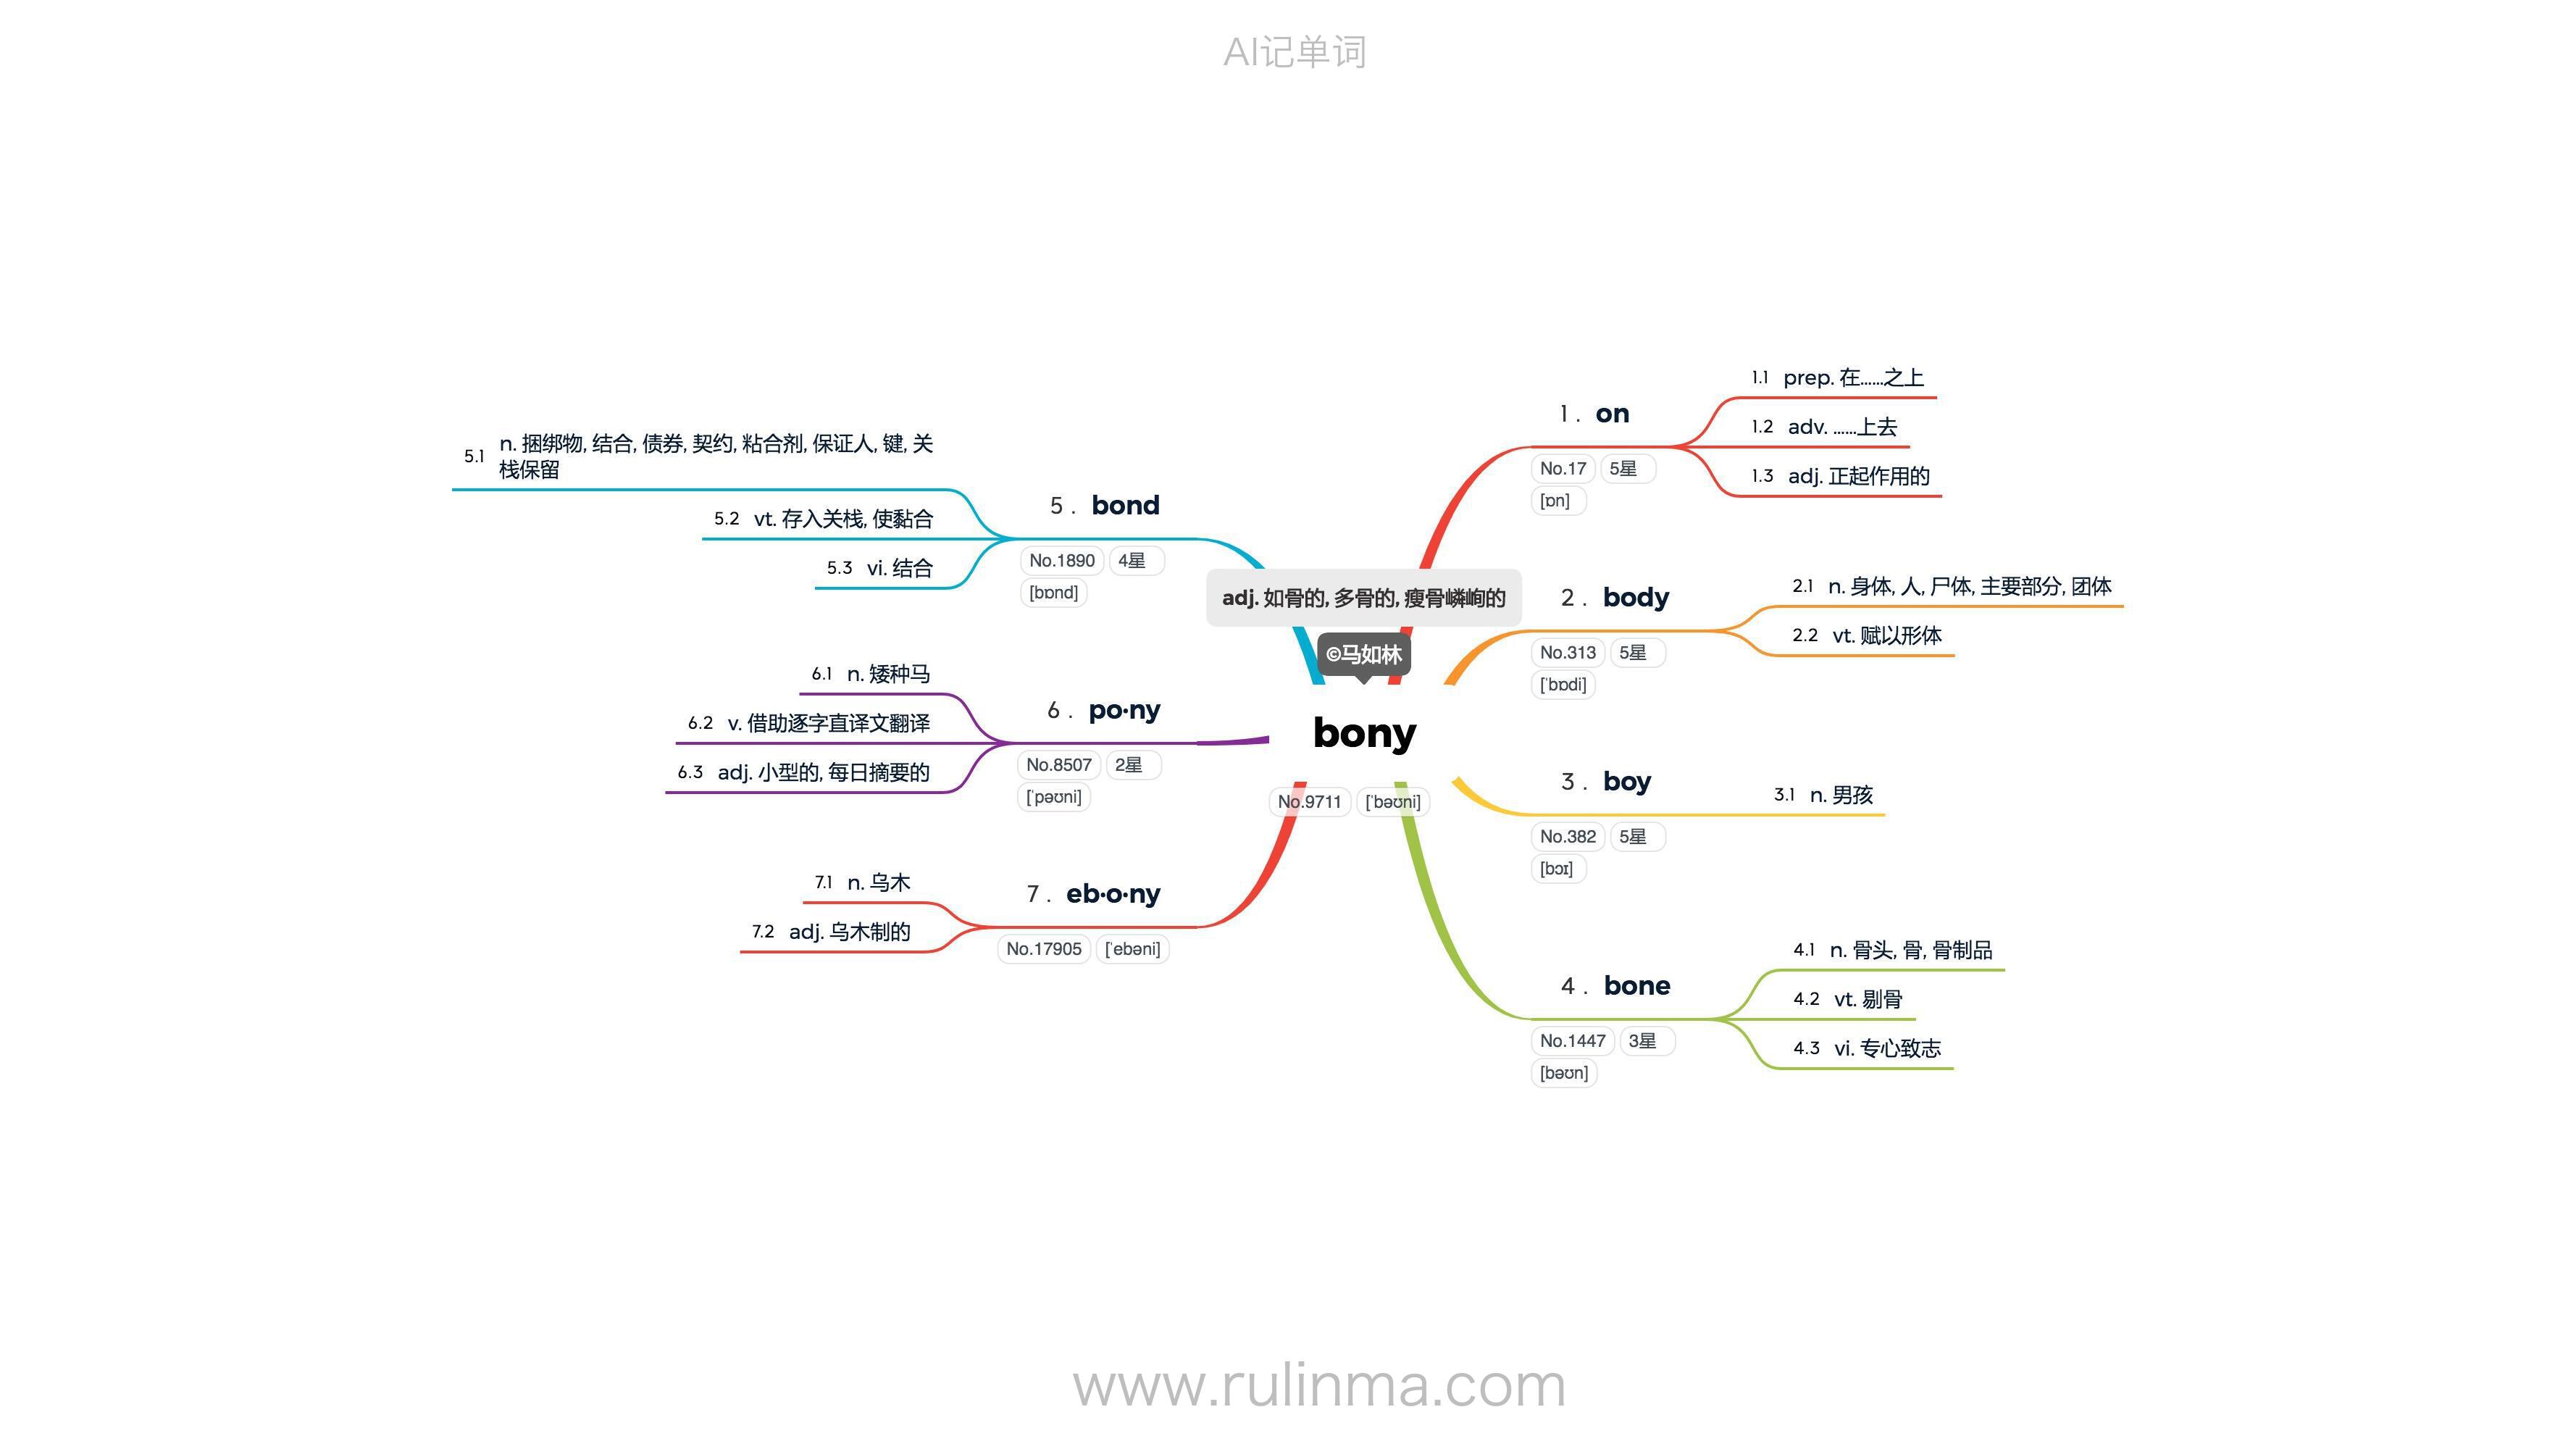 AI记单词
adj. 如骨的, 多骨的, 瘦骨嶙峋的
©马如林
bony
No.9711 ['bəʊni]
1. on
No.17 5星
[ɒn]
1.1 prep. 在……之上
1.2 adv. ……上去
1.3 adj. 正起作用的
2. body
No.313 5星
['bɒdi]
2.1 n. 身体, 人, 尸体, 主要部分, 团体
2.2 vt. 赋以形体
3. boy
No.382 5星
[bɔɪ]
3.1 n. 男孩
4. bone
No.1447 3星
[bəʊn]
4.1 n. 骨头, 骨, 骨制品
4.2 vt. 剔骨
4.3 vi. 专心致志
5. bond
No.1890 4星
[bɒnd]
5.1 n. 捆绑物, 结合, 债券, 契约, 粘合剂, 保证人, 键, 关
栈保留
5.2 vt. 存入关栈, 使黏合
5.3 vi. 结合
6. po·ny
No.8507 2星
['pəʊni]
6.1 n. 矮种马
6.2 v. 借助逐字直译文翻译
6.3 adj. 小型的, 每日摘要的
7. eb·o·ny
No.17905 ['ebəni]
7.1 n. 乌木
7.2 adj. 乌木制的
www.rulinma.com